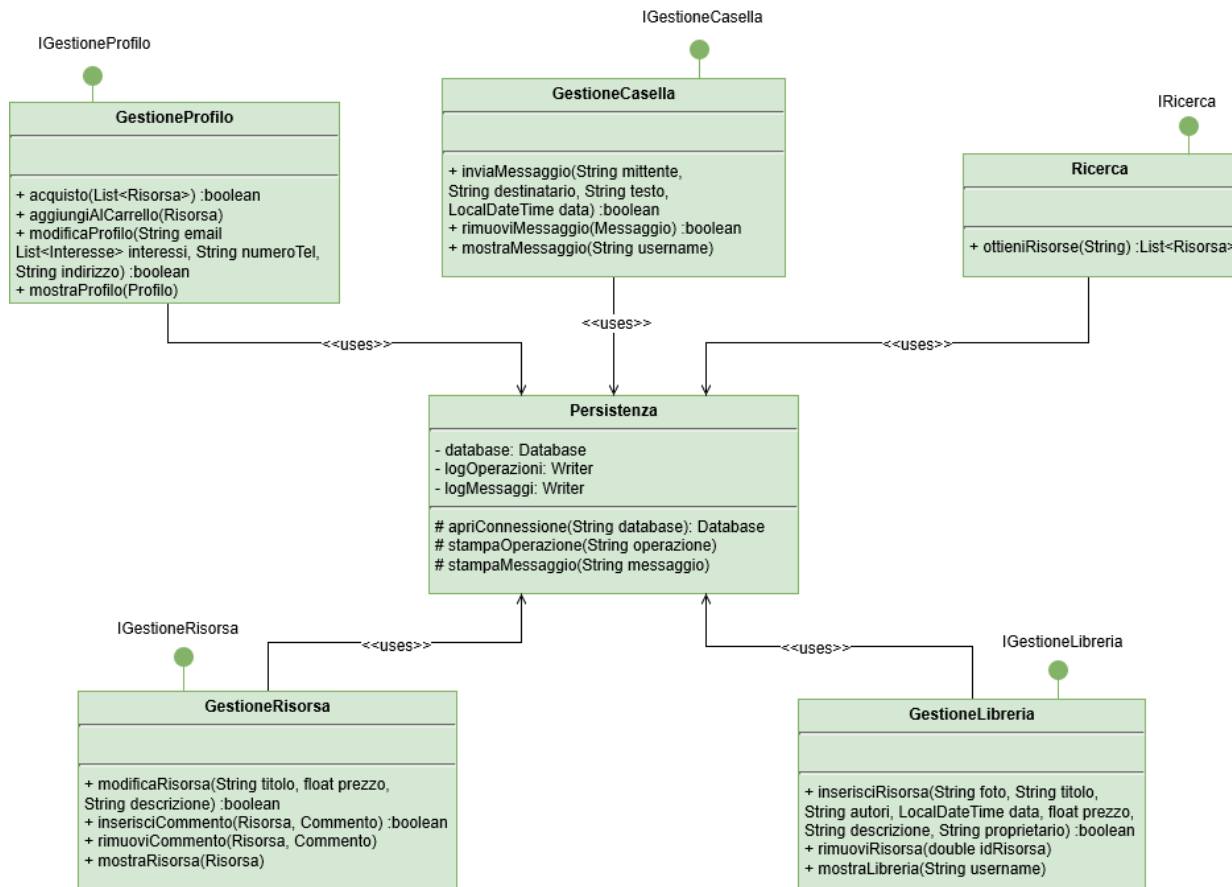 IGestioneProfilo
GestioneProfilo
+ acquisto(List<Risorsa>) :boolean
+ aggiungiAlCarrello(Risorsa)
+ modificaProfilo(String email
List<Interesse> interessi, String numeroTel,
String indirizzo) :boolean
+ mostraProfilo(Profilo)
IGestioneCasella
GestioneCasella
+ inviaMessaggio(String mittente,
String destinatario, String testo,
LocalDateTime data) :boolean
+ rimuoviMessaggio(Messaggio) :boolean
+ mostraMessaggio(String username)
IRicerca
Ricerca
+ ottieniRisorse(String) :List<Risorsa>
<<uses>>
<<uses>>
<<uses>>
Persistenza
- database: Database
- logOperazioni: Writer
- logMessaggi: Writer
# apriConnessione(String database): Database
# stampaOperazione(String operazione)
# stampaMessaggio(String messaggio)
<<uses>>
<<uses>>
IGestioneRisorsa
GestioneRisorsa
+ modificaRisorsa(String titolo, float prezzo,
String descrizione) :boolean
+ inserisciCommento(Risorsa, Commento) :boolean
+ rimuoviCommento(Risorsa, Commento)
+ mostraRisorsa(Risorsa)
IGestioneLibreria
GestioneLibreria
+ inserisciRisorsa(String foto, String titolo,
String autori, LocalDateTime data, float prezzo,
String descrizione, String proprietario) :boolean
+ rimuoviRisorsa(double idRisorsa)
+ mostraLibreria(String username)